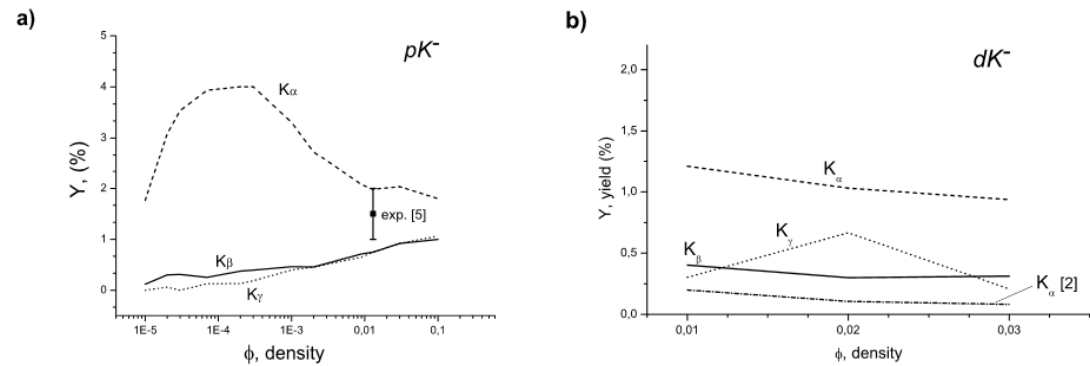 a)
pK⁻
5
4
3
2
1
0
Y, (%)
Kα
exp. [5]
Kβ
Kγ
1E-5
1E-4
1E-3
0,01
0,1
ϕ, density
b)
dK⁻
2,0
1,5
1,0
0,5
0,0
Y, yield (%)
Kα
Kγ
Kβ
Kα [2]
0,01
0,02
0,03
ϕ, density